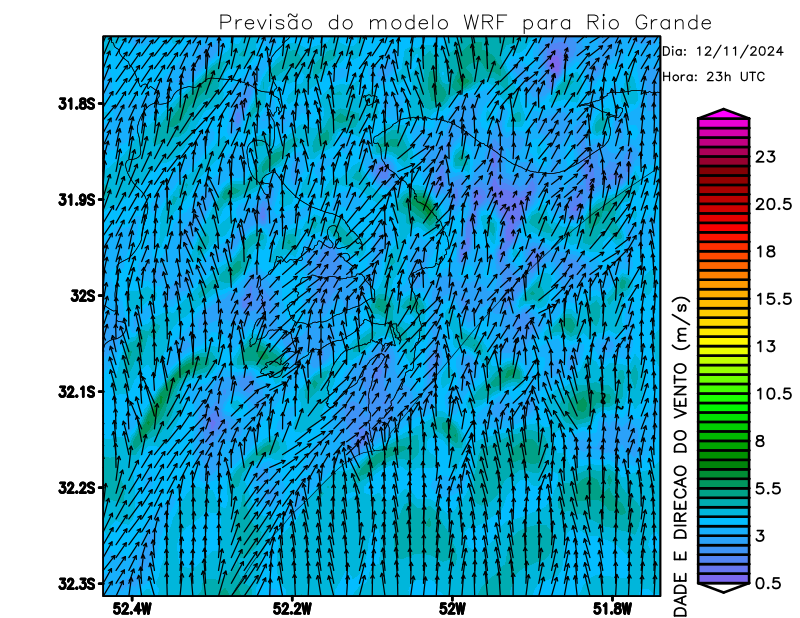 Previsão do modelo WRF para Rio Grande
Dia: 12/11/2024
Hora: 23h UTC
31.8S
31.9S
32S
32.1S
32.2S
32.3S
52.4W
52.2W
52W
51.8W
23
20.5
18
15.5
13
10.5
8
5.5
3
0.5
DADE E DIRECAO DO VENTO (m/s)